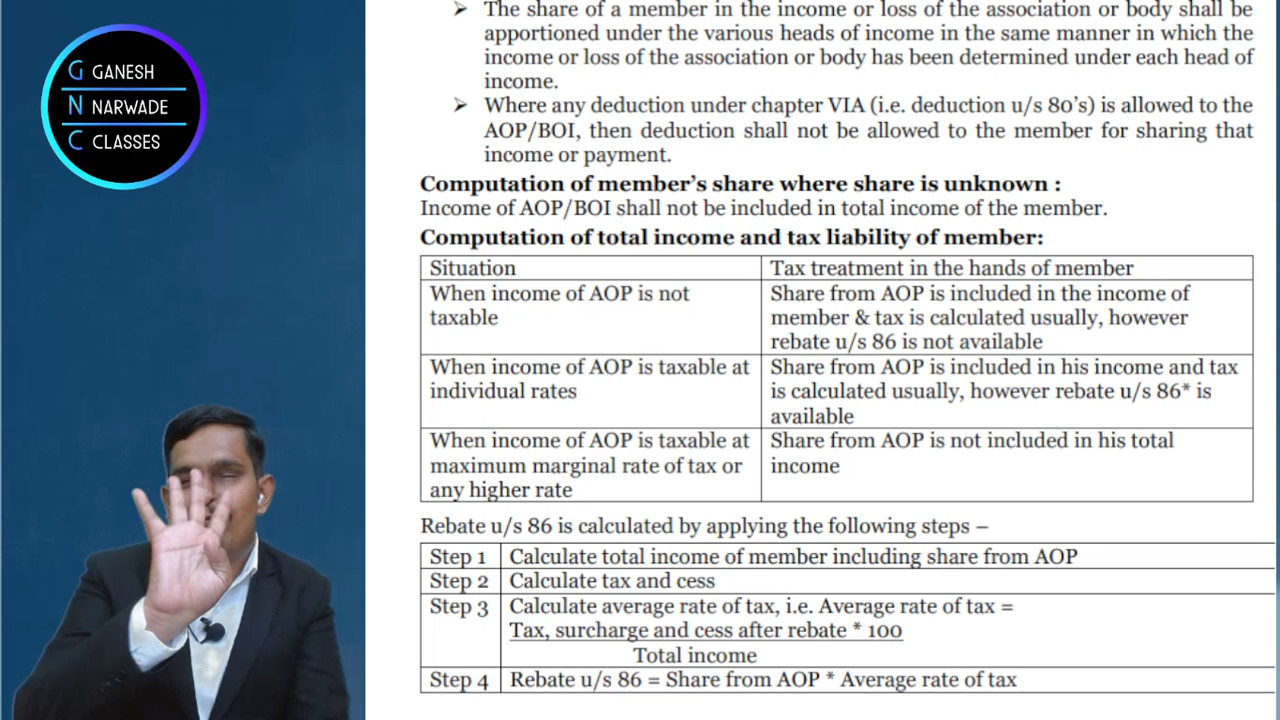 G GANESH
N NARWADE
C CLASSES
➢ The share of a member in the income or loss of the association or body shall be
apportioned under the various heads of income in the same manner in which the
income or loss of the association or body has been determined under each head of
income.
➢ Where any deduction under chapter VIA (i.e. deduction u/s 80's) is allowed to the
AOP/BOI, then deduction shall not be allowed to the member for sharing that
income or payment.
Computation of member's share where share is unknown :
Income of AOP/BOI shall not be included in total income of the member.
Computation of total income and tax liability of member:
Situation
Tax treatment in the hands of member
When income of AOP is not
taxable
Share from AOP is included in the income of
member & tax is calculated usually, however
rebate u/s 86 is not available
When income of AOP is taxable at
individual rates
Share from AOP is included in his income and tax
is calculated usually, however rebate u/s 86* is
available
When income of AOP is taxable at
maximum marginal rate of tax or
any higher rate
Share from AOP is not included in his total
income
Rebate u/s 86 is calculated by applying the following steps –
Step 1 Calculate total income of member including share from AOP
Step 2 Calculate tax and cess
Step 3 Calculate average rate of tax, i.e. Average rate of tax =
Tax, surcharge and cess after rebate * 100
Total income
Step 4 Rebate u/s 86 = Share from AOP * Average rate of tax